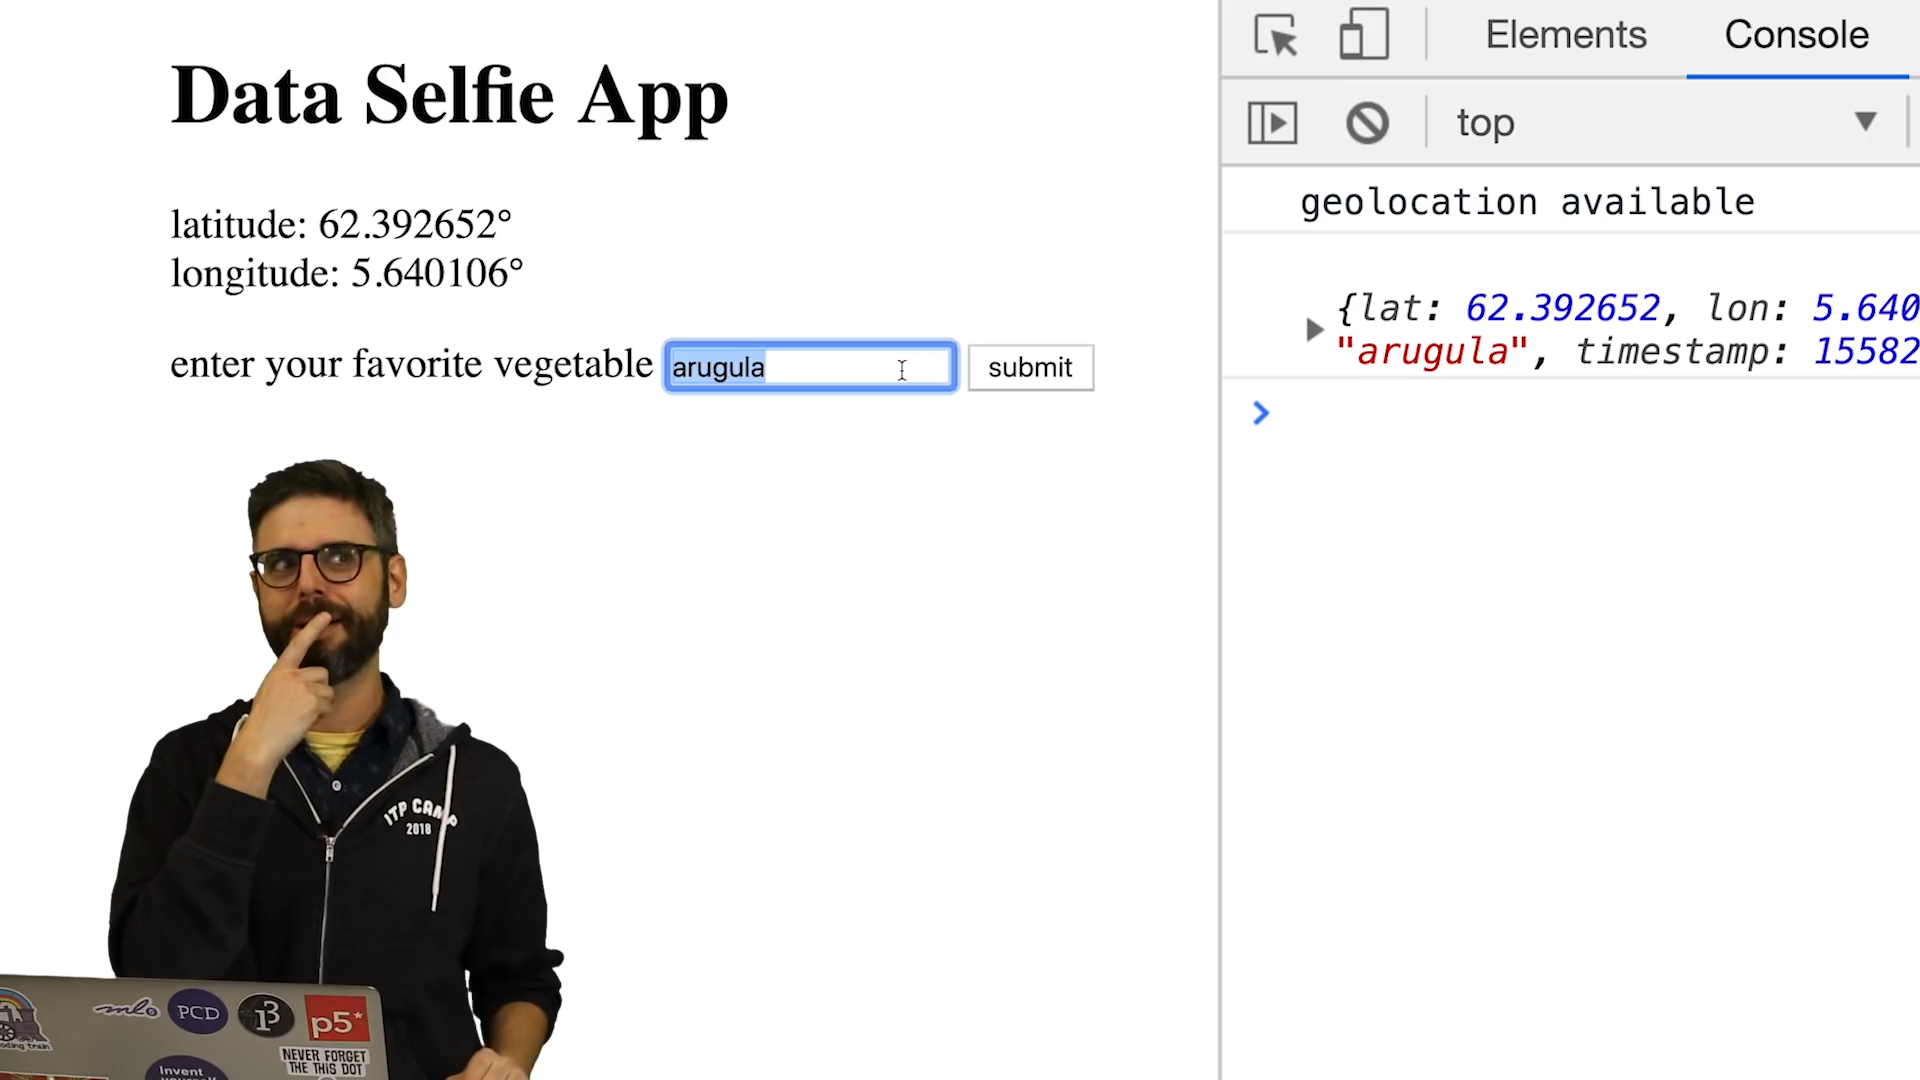 Data Selfie App
latitude: 62.392652°
longitude: 5.640106°
enter your favorite vegetable arugula submit
Elements Console
top
geolocation available
{lat: 62.392652, lon: 5.640
"arugula", timestamp: 15582
ITP CAMP
2018
PCD
p5*
NEVER FORGET
THE THIS DOT
Invent